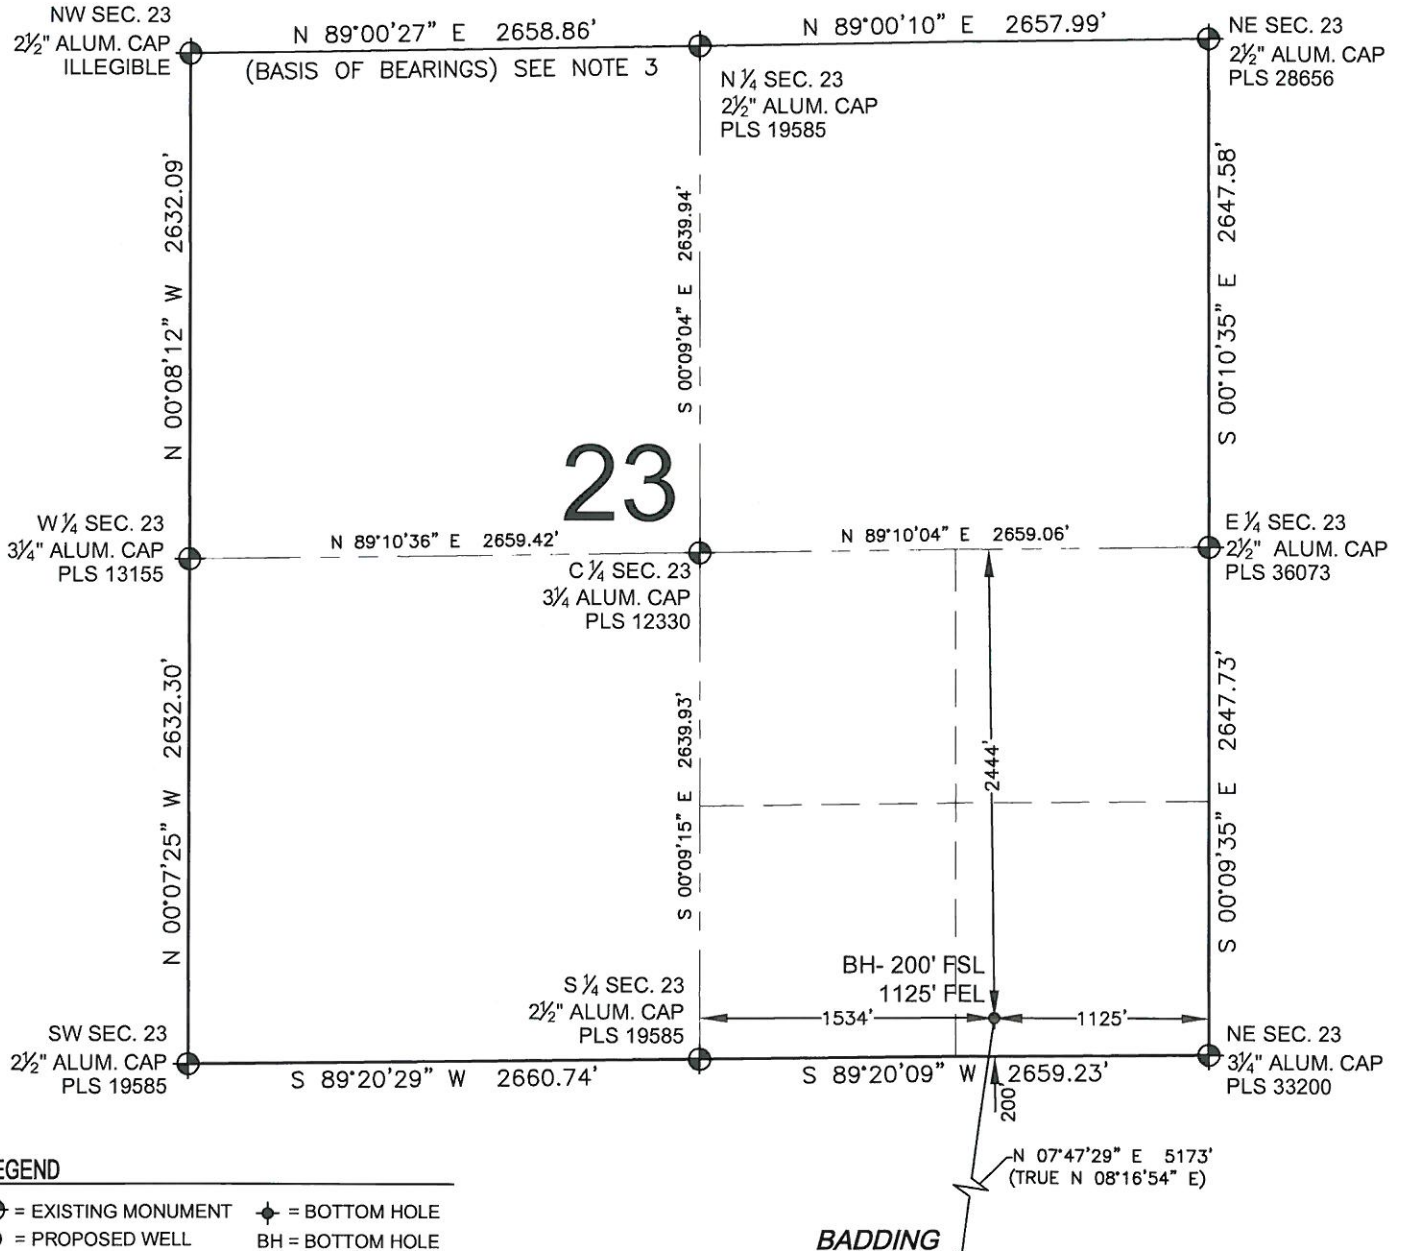 NW SEC. 23
2½" ALUM. CAP
ILLEGIBLE
N 89°00'27" E 2658.86'
(BASIS OF BEARINGS) SEE NOTE 3
N 89°00'10" E 2657.99'
NE SEC. 23
2½" ALUM. CAP
PLS 28656
N ¼ SEC. 23
2½" ALUM. CAP
PLS 19585
N 00°08'12" W 2632.09'
S 00°09'04" E 2639.94'
S 00°10'35" E 2647.58'
23
W ¼ SEC. 23
3¼" ALUM. CAP
PLS 13155
N 89°10'36" E 2659.42'
N 89°10'04" E 2659.06'
E ¼ SEC. 23
2½" ALUM. CAP
PLS 36073
C ¼ SEC. 23
3¼ ALUM. CAP
PLS 12330
N 00°07'25" W 2632.30'
S 00°09'15" E 2639.93'
2444'
S 00°09'35" E 2647.73'
BH- 200' FSL
1125' FEL
S ¼ SEC. 23
2½" ALUM. CAP
PLS 19585
1534'
1125'
SW SEC. 23
2½" ALUM. CAP
PLS 19585
S 89°20'29" W 2660.74'
S 89°20'09" W 2659.23'
NE SEC. 23
3¼" ALUM. CAP
PLS 33200
200'
N 07°47'29" E 5173'
(TRUE N 08°16'54" E)
EGEND
= EXISTING MONUMENT
= BOTTOM HOLE
= PROPOSED WELL
BH = BOTTOM HOLE
BADDING